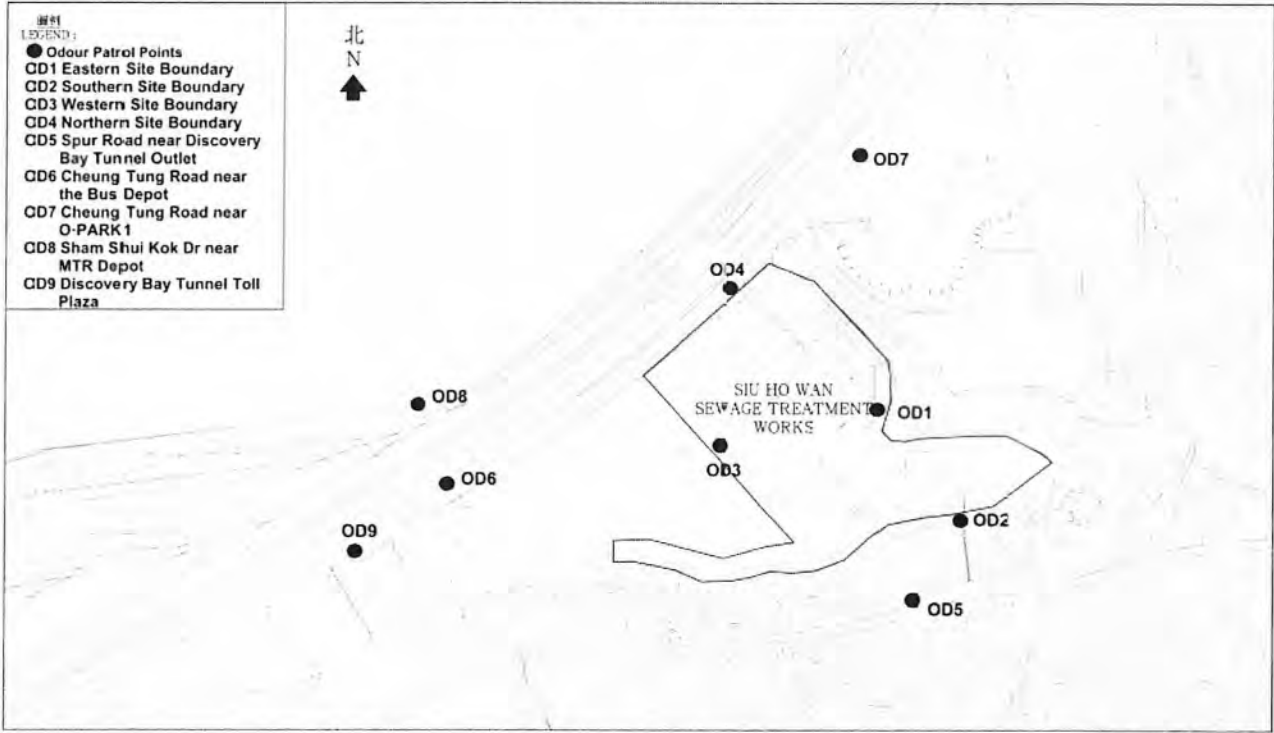 圖例
LEGEND:
Odour Patrol Points
OD1 Eastern Site Boundary
OD2 Southern Site Boundary
OD3 Western Site Boundary
OD4 Northern Site Boundary
OD5 Spur Road near Discovery
Bay Tunnel Outlet
OD6 Cheung Tung Road near
the Bus Depot
OD7 Cheung Tung Road near
O-PARK1
OD8 Sham Shui Kok Dr near
MTR Depot
OD9 Discovery Bay Tunnel Toll
Plaza
北
N
OD7
OD4
OD8
SIU HO WAN
SEWAGE TREATMENT
WORKS
OD1
OD3
OD6
OD2
OD9
OD5